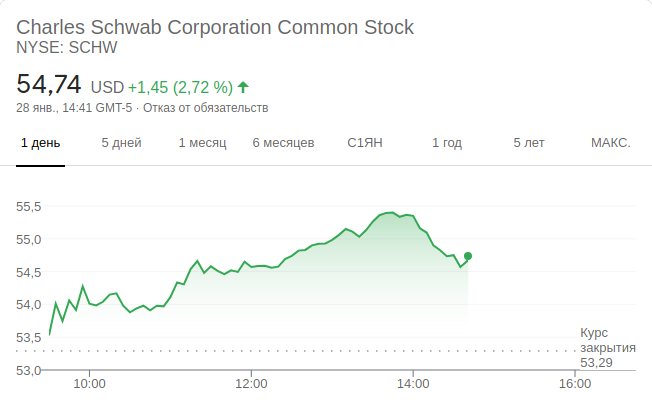 Charles Schwab Corporation Common Stock
NYSE: SCHW
54,74 USD +1,45 (2,72 %)
28 янв., 14:41 GMT-5 · Отказ от обязательств
1 день 5 дней 1 месяц 6 месяцев С1ЯН 1 год 5 лет МАКС.
55,5
55,0
54,5
54,0
53,5
Курс
закрытия
53,29
53,0
10:00 12:00 14:00 16:00